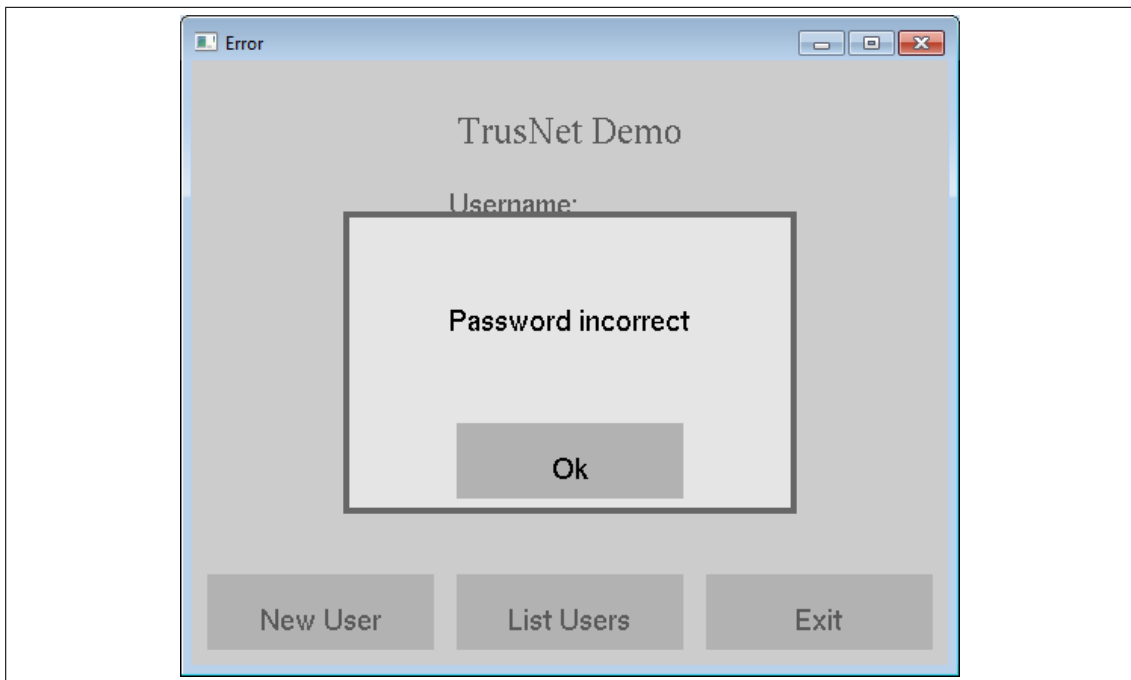 Error
TrusNet Demo
Username:
Password incorrect
Ok
New User List Users Exit